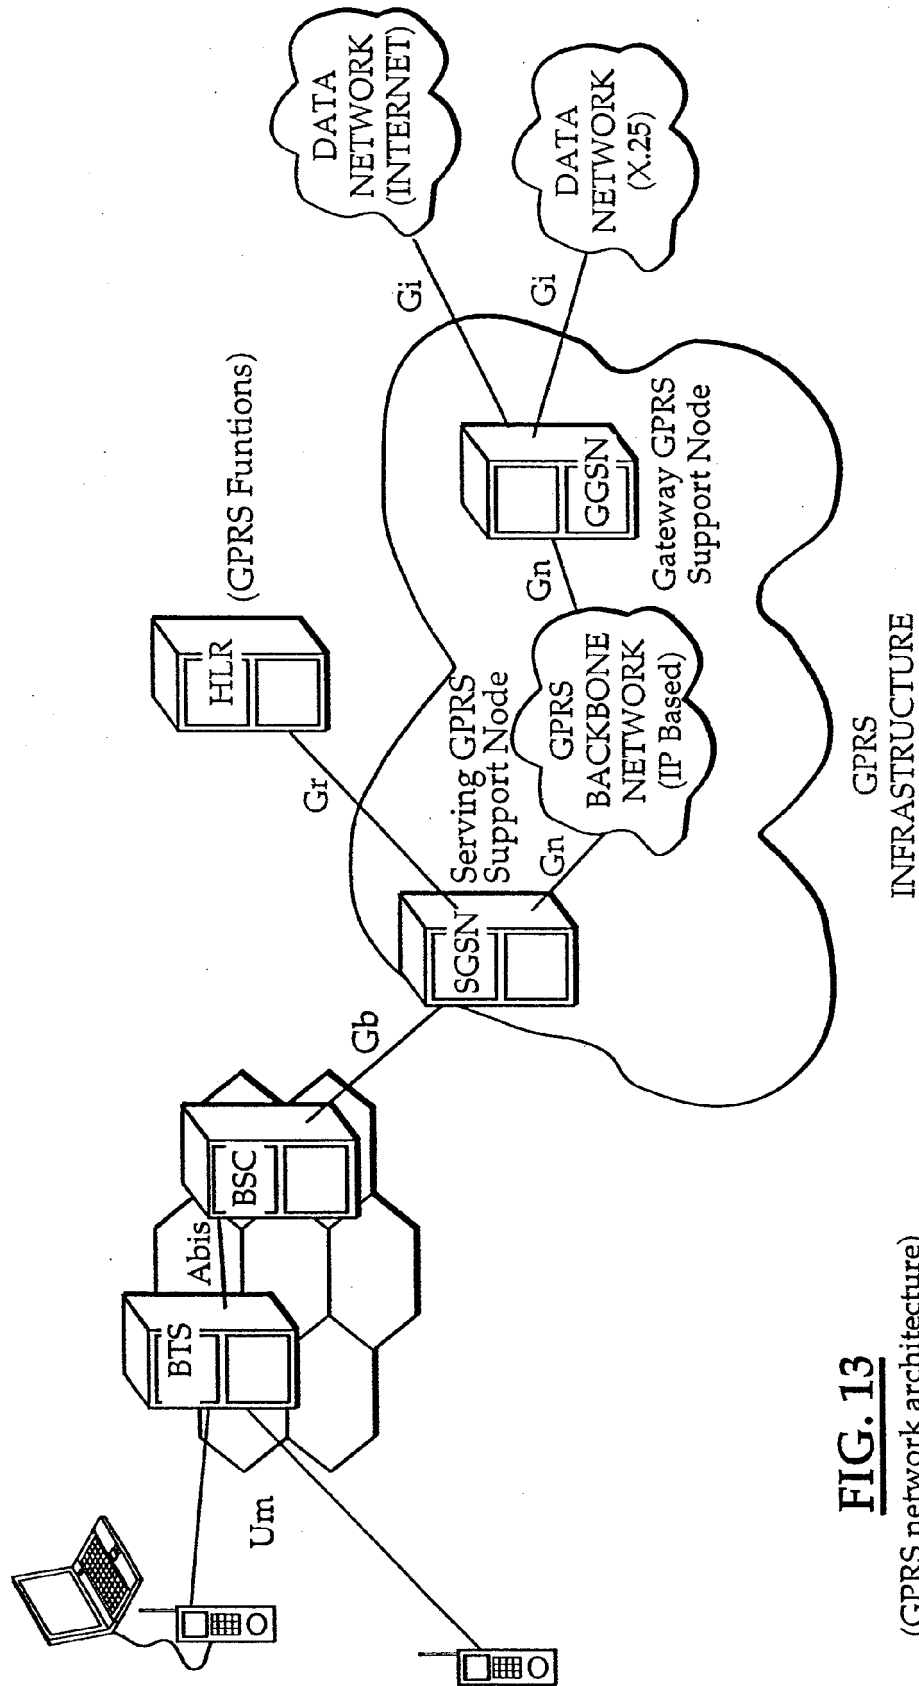 Um
BTS
Abis
BSC
Gb
SGSN
Serving GPRS
Support Node
Gr
HLR
(GPRS Funtions)
Gn
GPRS
BACKBONE
NETWORK
(IP Based)
Gn
GGSN
Gateway GPRS
Support Node
Gi
Gi
DATA
NETWORK
(INTERNET)
DATA
NETWORK
(X.25)
GPRS
INFRASTRUCTURE
FIG. 13
(GPRS network architecture)